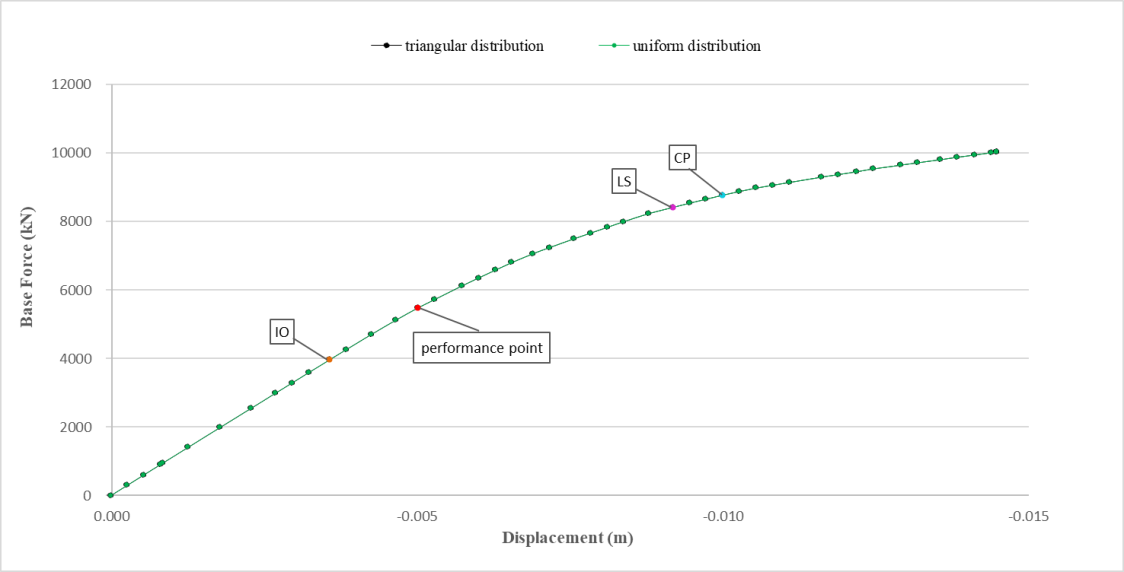 triangular distribution
uniform distribution
12000
10000
8000
6000
4000
2000
0
CP
LS
IO
performance point
0.000
-0.005
-0.010
-0.015
Displacement (m)
Base Force (kN)